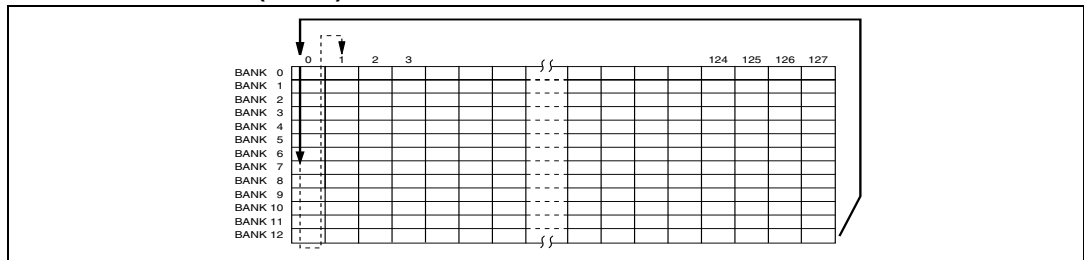 0 1 2 3 124 125 126 127
BANK 0
BANK 1
BANK 2
BANK 3
BANK 4
BANK 5
BANK 6
BANK 7
BANK 8
BANK 9
BANK 10
BANK 11
BANK 12